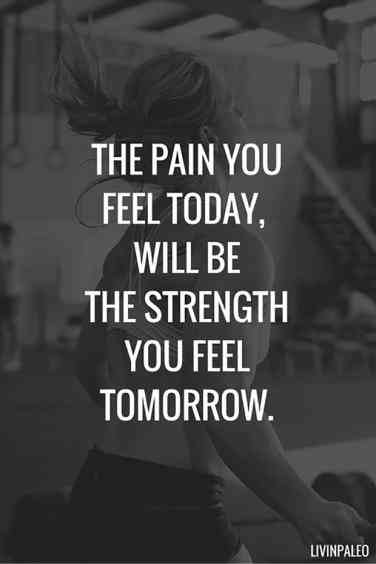 THE PAIN YOU
FEEL TODAY,
WILL BE
THE STRENGTH
YOU FEEL
TOMORROW.
LIVINPALEO